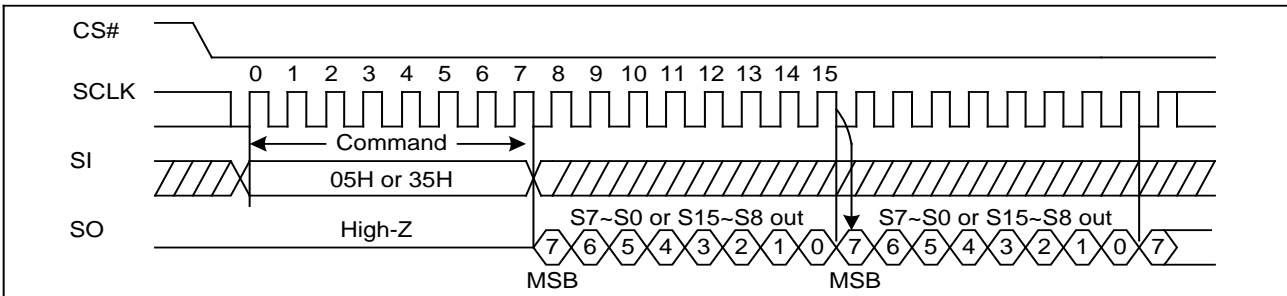 CS#
0 1 2 3 4 5 6 7 8 9 10 11 12 13 14 15
SCLK
Command
SI
05H or 35H
S7~S0 or S15~S8 out S7~S0 or S15~S8 out
SO
High-Z
7 6 5 4 3 2 1 0 7 6 5 4 3 2 1 0 7
MSB MSB